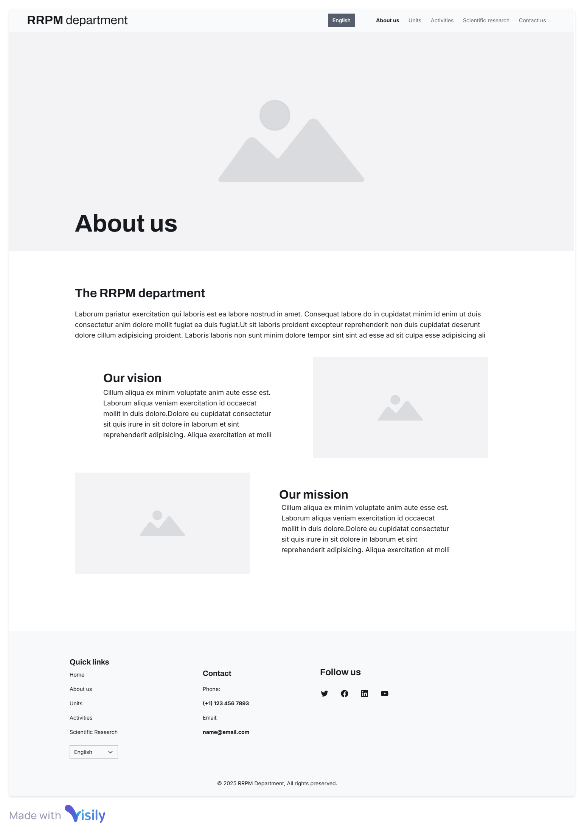 RRPM department
English
About us
Units
Activities
Scientific research
Contact us
About us
The RRPM department
Laborum pariatur exercitation qui laboris est ea labore nostrud in amet. Consequat labore do in cupidatat minim id enim ut duis
consectetur anim dolore mollit fugiat ea duis fugiat.Ut sit laboris proident excepteur reprehenderit non duis cupidatat deserunt
dolore cillum adipisicing proident. Laboris laboris non sunt minim dolore tempor sint sint ad esse ad sit culpa esse adipisicing ali
Our vision
Cillum aliqua ex minim voluptate anim aute esse est.
Laborum aliqua veniam exercitation id occaecat
mollit in duis dolore.Dolore eu cupidatat consectetur
sit quis irure in sit dolore in laborum et sint
reprehenderit adipisicing. Aliqua exercitation et molli
Our mission
Cillum aliqua ex minim voluptate anim aute esse est.
Laborum aliqua veniam exercitation id occaecat
mollit in duis dolore.Dolore eu cupidatat consectetur
sit quis irure in sit dolore in laborum et sint
reprehenderit adipisicing. Aliqua exercitation et molli
Quick links
Home
About us
Units
Activities
Scientific Research
English
Contact
Phone:
(+1) 123 456 7893
Email:
name@email.com
Follow us
© 2025 RRPM Department, All rights preserved.
Made with Visily